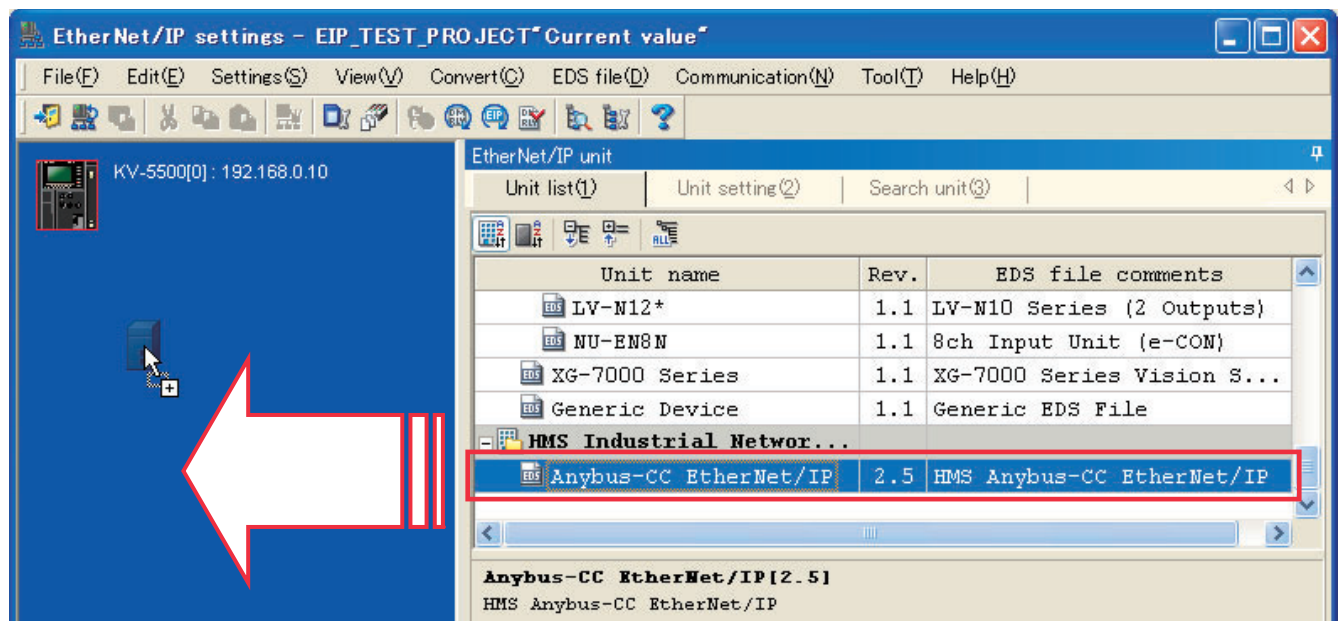 EtherNet/IP settings - EIP_TEST_PROJECT"Current value"
File(F) Edit(E) Settings(S) View(V) Convert(C) EDS file(D) Communication(N) Tool(T) Help(H)
KV-5500[0] : 192.168.0.10
EtherNet/IP unit
Unit list(1) Unit setting(2) Search unit(3)
Unit name Rev. EDS file comments
LV-N12* 1.1 LV-N10 Series (2 Outputs)
NU-EN8N 1.1 8ch Input Unit (e-CON)
XG-7000 Series 1.1 XG-7000 Series Vision S...
Generic Device 1.1 Generic EDS File
HMS Industrial Networ...
Anybus-CC EtherNet/IP 2.5 HMS Anybus-CC EtherNet/IP
Anybus-CC EtherNet/IP[2.5]
HMS Anybus-CC EtherNet/IP